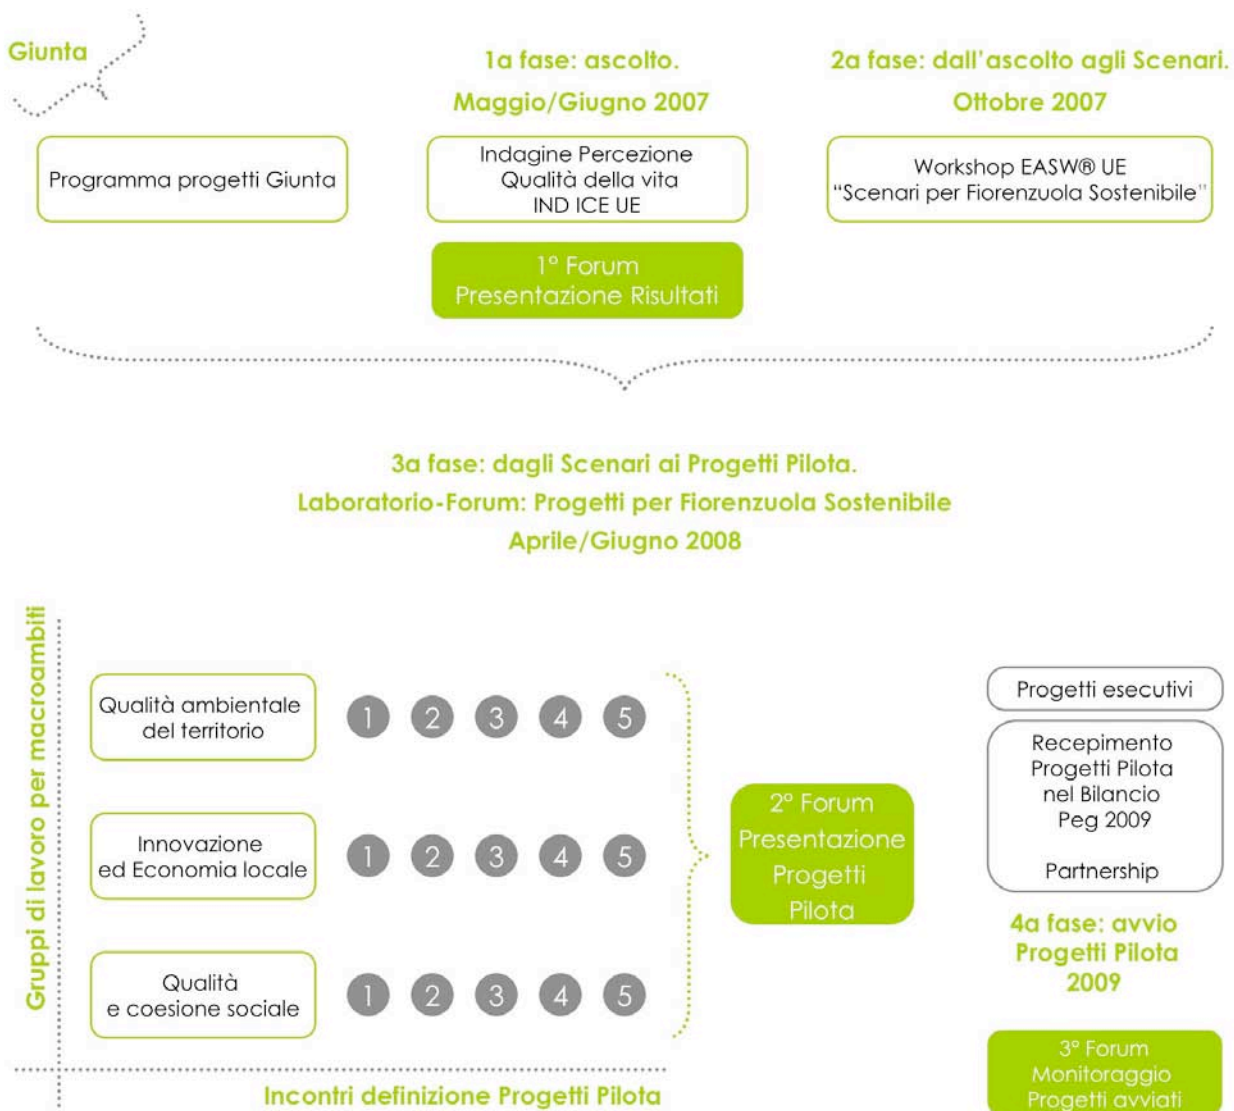 Giunta
1a fase: ascolto.
Maggio/Giugno 2007
2a fase: dall'ascolto agli Scenari.
Ottobre 2007
Programma progetti Giunta
Indagine Percezione
Qualità della vita
IND ICE UE
Workshop EASW® UE
"Scenari per Fiorenzuola Sostenibile"
1° Forum
Presentazione Risultati
3a fase: dagli Scenari ai Progetti Pilota.
Laboratorio-Forum: Progetti per Fiorenzuola Sostenibile
Aprile/Giugno 2008
Gruppi di lavoro per macroambiti
Qualità ambientale
del territorio
1 2 3 4 5
Innovazione
ed Economia locale
1 2 3 4 5
Qualità
e coesione sociale
1 2 3 4 5
Incontri definizione Progetti Pilota
2° Forum
Presentazione
Progetti
Pilota
Progetti esecutivi
Recepimento
Progetti Pilota
nel Bilancio
Peg 2009
Partnership
4a fase: avvio
Progetti Pilota
2009
3° Forum
Monitoraggio
Progetti avviati